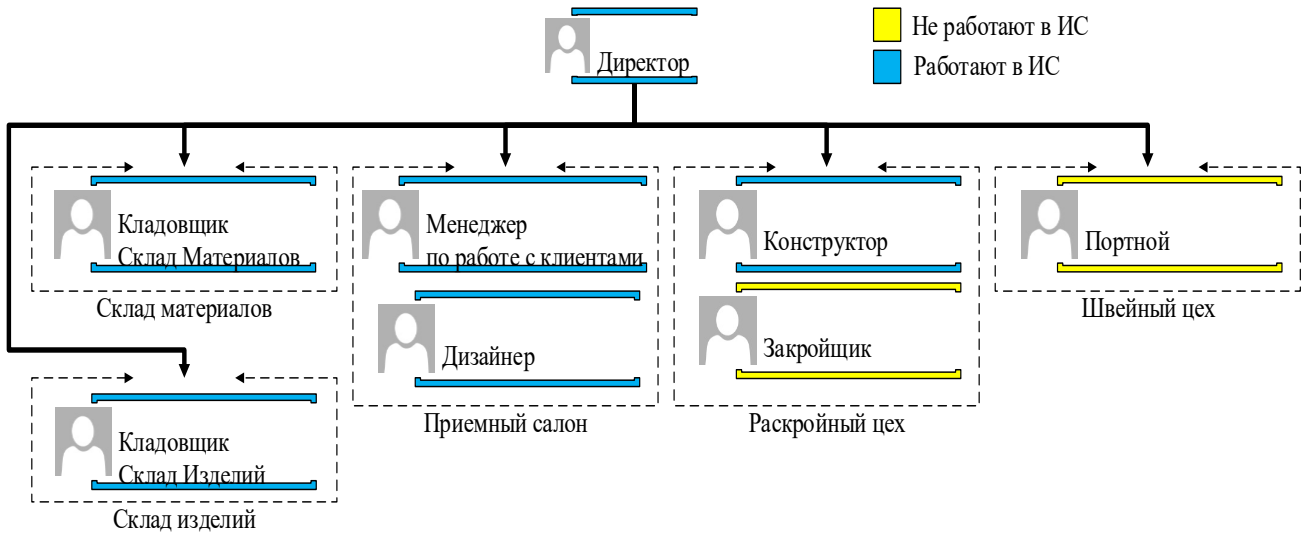 Директор
Не работают в ИС
Работают в ИС
Кладовщик
Склад Материалов
Склад материалов
Менеджер
по работе с клиентами
Дизайнер
Приемный салон
Конструктор
Закройщик
Раскройный цех
Портной
Швейный цех
Кладовщик
Склад Изделий
Склад изделий